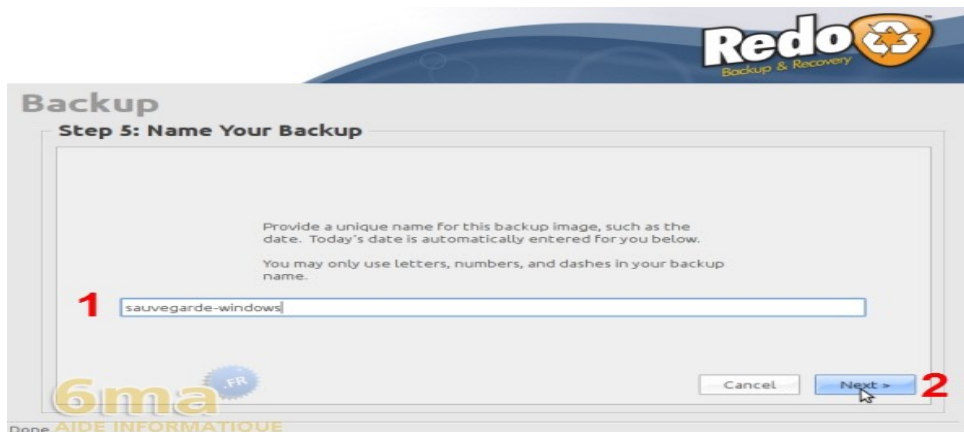 Redo
Backup & Recovery
Backup
Step 5: Name Your Backup
Provide a unique name for this backup image, such as the
date. Today's date is automatically entered for you below.
You may only use letters, numbers, and dashes in your backup
name.
1
sauvegarde-windows
Cancel
Next >
2
6ma
.FR
Done
AIDE INFORMATIQUE